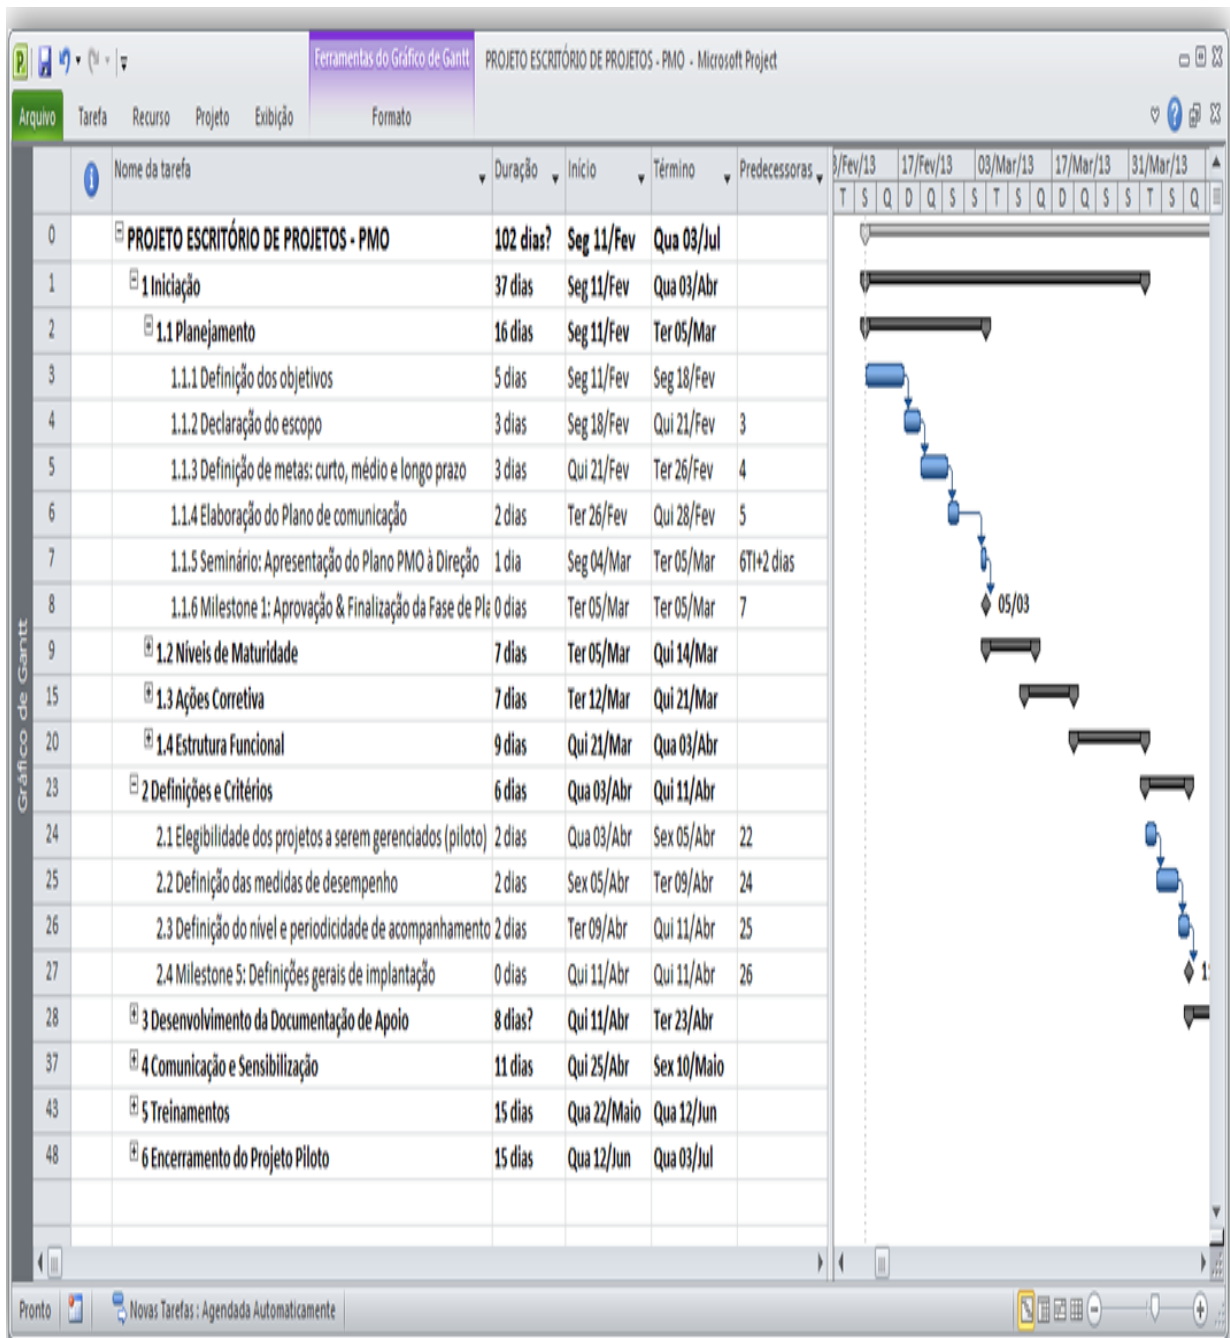 Ferramentas do Gráfico de Gantt PROJETO ESCRITÓRIO DE PROJETOS - PMO - Microsoft Project
Arquivo Tarefa Recurso Projeto Exibição Formato
Nome da tarefa Duração Início Término Predecessoras 3/Fev/13 17/Fev/13 03/Mar/13 17/Mar/13 31/Mar/13
T S Q D Q S S T S Q D Q S S T S Q
0 PROJETO ESCRITÓRIO DE PROJETOS - PMO 102 dias? Seg 11/Fev Qua 03/Jul
1 1 Iniciação 37 dias Seg 11/Fev Qua 03/Abr
2 1.1 Planejamento 16 dias Seg 11/Fev Ter 05/Mar
3 1.1.1 Definição dos objetivos 5 dias Seg 11/Fev Seg 18/Fev
4 1.1.2 Declaração do escopo 3 dias Seg 18/Fev Qui 21/Fev 3
5 1.1.3 Definição de metas: curto, médio e longo prazo 3 dias Qui 21/Fev Ter 26/Fev 4
6 1.1.4 Elaboração do Plano de comunicação 2 dias Ter 26/Fev Qui 28/Fev 5
7 1.1.5 Seminário: Apresentação do Plano PMO à Direção 1 dia Seg 04/Mar Ter 05/Mar 6TI+2 dias
8 1.1.6 Milestone 1: Aprovação & Finalização da Fase de Pla 0 dias Ter 05/Mar Ter 05/Mar 7 05/03
9 1.2 Níveis de Maturidade 7 dias Ter 05/Mar Qui 14/Mar
15 1.3 Ações Corretiva 7 dias Ter 12/Mar Qui 21/Mar
20 1.4 Estrutura Funcional 9 dias Qui 21/Mar Qua 03/Abr
23 2 Definições e Critérios 6 dias Qua 03/Abr Qui 11/Abr
24 2.1 Elegibilidade dos projetos a serem gerenciados (piloto) 2 dias Qua 03/Abr Sex 05/Abr 22
25 2.2 Definição das medidas de desempenho 2 dias Sex 05/Abr Ter 09/Abr 24
26 2.3 Definição do nível e periodicidade de acompanhamento 2 dias Ter 09/Abr Qui 11/Abr 25
27 2.4 Milestone 5: Definições gerais de implantação 0 dias Qui 11/Abr Qui 11/Abr 26 11
28 3 Desenvolvimento da Documentação de Apoio 8 dias? Qui 11/Abr Ter 23/Abr
37 4 Comunicação e Sensibilização 11 dias Qui 25/Abr Sex 10/Maio
43 5 Treinamentos 15 dias Qua 22/Maio Qua 12/Jun
48 6 Encerramento do Projeto Piloto 15 dias Qua 12/Jun Qua 03/Jul
Gráfico de Gantt
Pronto Novas Tarefas : Agendada Automaticamente